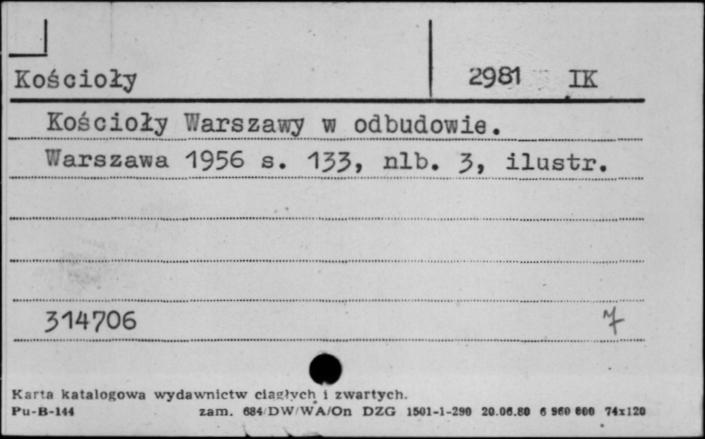 Kościoły 2981 IK
Kościoły Warszawy w odbudowie.
Warszawa 1956 s. 133, nlb. 3, ilustr.
314706
Karta katalogowa wydawnictw ciągłych i zwartych.
Pu-B-144 zam. 684/DW/WA/On DZG 1501-1-290 20.06.80 6 960 600 74x120